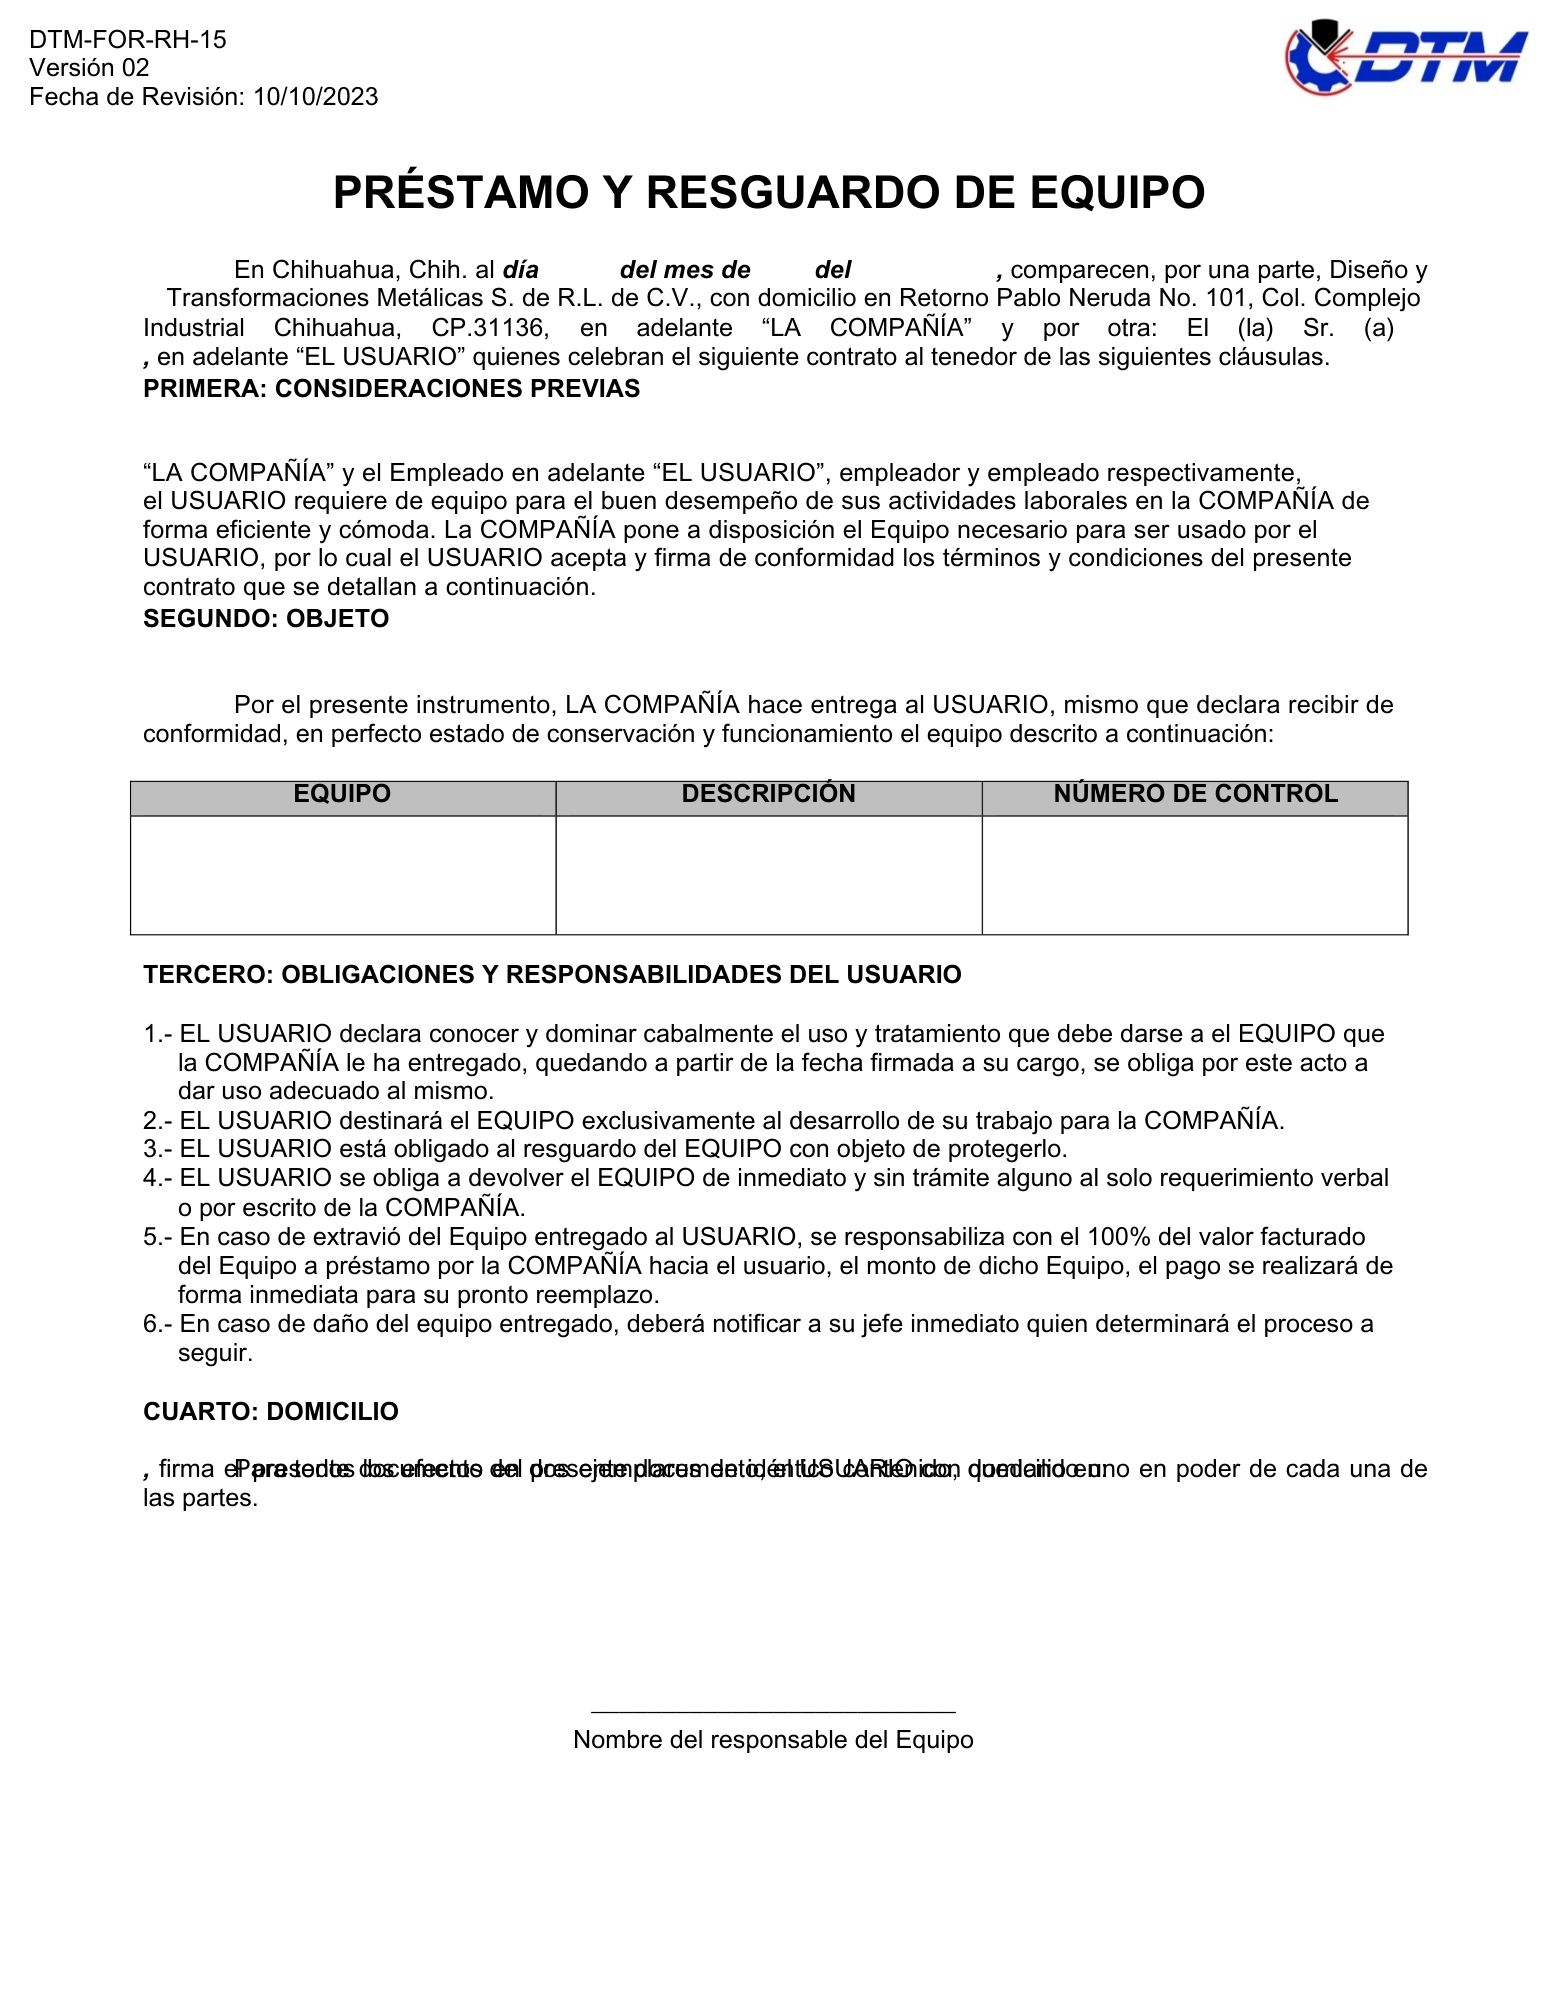 DTM-FOR-RH-15
Versión 02
Fecha de Revisión: 10/10/2023
DTM
PRÉSTAMO Y RESGUARDO DE EQUIPO
En Chihuahua, Chih. al día del mes de del , comparecen, por una parte, Diseño y
Transformaciones Metálicas S. de R.L. de C.V., con domicilio en Retorno Pablo Neruda No. 101, Col. Complejo
Industrial Chihuahua, CP.31136, en adelante “LA COMPAÑÍA” y por otra: El (la) Sr. (a)
, en adelante “EL USUARIO” quienes celebran el siguiente contrato al tenedor de las siguientes cláusulas.
PRIMERA: CONSIDERACIONES PREVIAS
“LA COMPAÑÍA” y el Empleado en adelante “EL USUARIO”, empleador y empleado respectivamente,
el USUARIO requiere de equipo para el buen desempeño de sus actividades laborales en la COMPAÑÍA de
forma eficiente y cómoda. La COMPAÑÍA pone a disposición el Equipo necesario para ser usado por el
USUARIO, por lo cual el USUARIO acepta y firma de conformidad los términos y condiciones del presente
contrato que se detallan a continuación.
SEGUNDO: OBJETO
Por el presente instrumento, LA COMPAÑÍA hace entrega al USUARIO, mismo que declara recibir de
conformidad, en perfecto estado de conservación y funcionamiento el equipo descrito a continuación:
EQUIPO DESCRIPCIÓN NÚMERO DE CONTROL
TERCERO: OBLIGACIONES Y RESPONSABILIDADES DEL USUARIO
1.- EL USUARIO declara conocer y dominar cabalmente el uso y tratamiento que debe darse a el EQUIPO que
la COMPAÑÍA le ha entregado, quedando a partir de la fecha firmada a su cargo, se obliga por este acto a
dar uso adecuado al mismo.
2.- EL USUARIO destinará el EQUIPO exclusivamente al desarrollo de su trabajo para la COMPAÑÍA.
3.- EL USUARIO está obligado al resguardo del EQUIPO con objeto de protegerlo.
4.- EL USUARIO se obliga a devolver el EQUIPO de inmediato y sin trámite alguno al solo requerimiento verbal
o por escrito de la COMPAÑÍA.
5.- En caso de extravió del Equipo entregado al USUARIO, se responsabiliza con el 100% del valor facturado
del Equipo a préstamo por la COMPAÑÍA hacia el usuario, el monto de dicho Equipo, el pago se realizará de
forma inmediata para su pronto reemplazo.
6.- En caso de daño del equipo entregado, deberá notificar a su jefe inmediato quien determinará el proceso a
seguir.
CUARTO: DOMICILIO
Para todos los efectos del presente documento, el USUARIO con domicilio en:
, firma el presente documento en dos ejemplares de idéntico contenido, quedando uno en poder de cada una de
las partes.
Nombre del responsable del Equipo